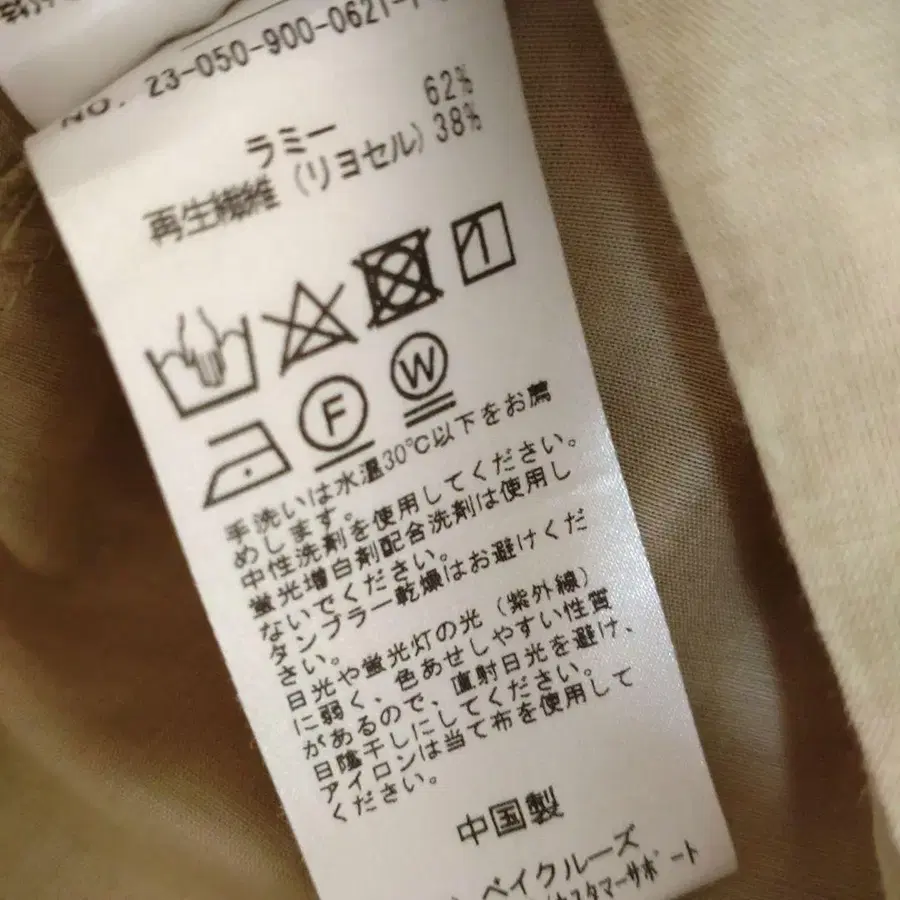 NO. 23-050-900-0621-1
ラミー 62%
再生繊維(リヨセル) 38%
F W
手洗いは水温30℃以下をお薦
めします。
中性洗剤を使用してください。
蛍光増白剤配合洗剤は使用し
ないでください。
タンブラー乾燥はお避けくだ
さい。
日光や蛍光灯の光(紫外線)
に弱く、色あせしやすい性質
があるので、直射日光を避け、
日陰干しにしてください。
アイロンは当て布を使用して
ください。
中国製
ベイクルーズ
カスタマーサポート